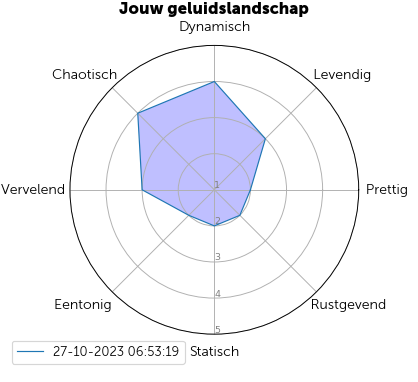 Jouw geluidslandschap
Dynamisch
Chaotisch
Levendig
Vervelend
1
Prettig
2
3
4
Eentonig
Rustgevend
5
27-10-2023 06:53:19
Statisch